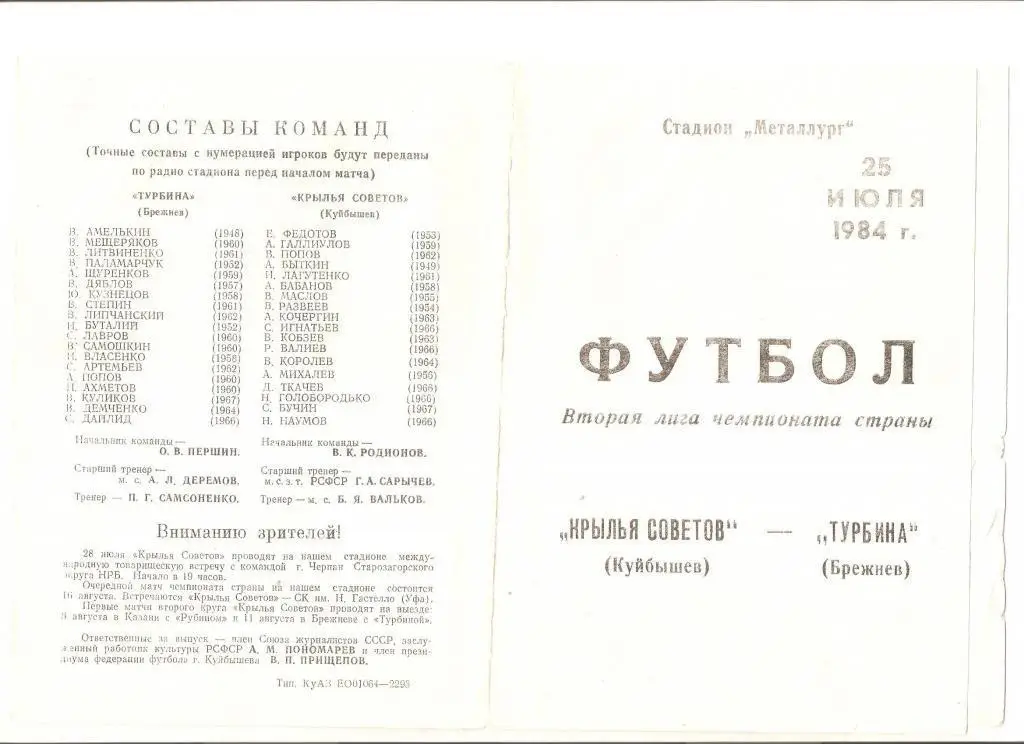 СОСТАВЫ КОМАНД
(Точные составы с нумерацией игроков будут переданы
по радио стадиона перед началом матча)
«ТУРБИНА»
(Брежнев)
В. АМЕЛЬКИН (1948)
В. МЕЩЕРЯКОВ (1960)
В. ЛИТВИНЕНКО (1961)
В. ПАЛАМАРЧУК (1952)
А. ЩУРЕНКОВ (1959)
В. ДЯБЛОВ (1957)
Ю. КУЗНЕЦОВ (1958)
В. СТЕПИН (1961)
В. ЛИПЧАНСКИЙ (1962)
И. БУТАЛИЙ (1952)
С. ЛАВРОВ (1960)
В. САМОШКИН (1960)
И. ВЛАСЕНКО (1958)
С. АРТЕМЬЕВ (1962)
А. ПОПОВ (1960)
И. АХМЕТОВ (1960)
В. КУЛИКОВ (1967)
В. ДЕМЧЕНКО (1964)
С. ДАЙЛИД (1966)
Начальник команды —
О. В. ПЕРШИН.
Старший тренер —
м. с. А. Л. ДЕРЕМОВ.
Тренер — П. Г. САМСОНЕНКО.
«КРЫЛЬЯ СОВЕТОВ»
(Куйбышев)
Е. ФЕДОТОВ (1953)
А. ГАЛЛИУЛОВ (1959)
В. ПОПОВ (1962)
А. БЫТКИН (1949)
И. ЛАГУТЕНКО (1961)
А. БАБАНОВ (1958)
В. МАСЛОВ (1955)
В. РАЗВЕЕВ (1954)
А. КОЧЕРГИН (1963)
С. ИГНАТЬЕВ (1966)
В. КОБЗЕВ (1963)
Р. ВАЛИЕВ (1966)
В. КОРОЛЕВ (1964)
А. МИХАЛЕВ (1956)
Д. ТКАЧЕВ (1966)
Н. ГОЛОБОРОДЬКО (1966)
С. БУЧИН (1967)
Н. НАУМОВ (1966)
Начальник команды —
В. К. РОДИОНОВ.
Старший тренер —
м. с. з. т. РСФСР Г. А. САРЫЧЕВ.
Тренер — м. с. Б. Я. ВАЛЬКОВ.
Вниманию зрителей!
28 июля «Крылья Советов» проводят на нашем стадионе между-
народную товарищескую встречу с командой г. Черпан Старозагорского
округа НРБ. Начало в 19 часов.
Очередной матч чемпионата страны на нашем стадионе состоится
16 августа. Встречаются «Крылья Советов» — СК им. Н. Гастелло (Уфа).
Первые матчи второго круга «Крылья Советов» проводят на выезде:
августа в Казани с «Рубином» и 11 августа в Брежневе с «Турбиной».
Ответственные за выпуск — член Союза журналистов СССР, заслу-
женный работник культуры РСФСР А. М. ПОНОМАРЕВ и член прези-
диума федерации футбола г. Куйбышева В. П. ПРИЩЕПОВ.
Тип. КуАЗ ЕО01064—2295
Стадион „Металлург“
25
ИЮЛЯ
1984 г.
ФУТБОЛ
Вторая лига чемпионата страны
„КРЫЛЬЯ СОВЕТОВ“ — „ТУРБИНА“
(Куйбышев) (Брежнев)